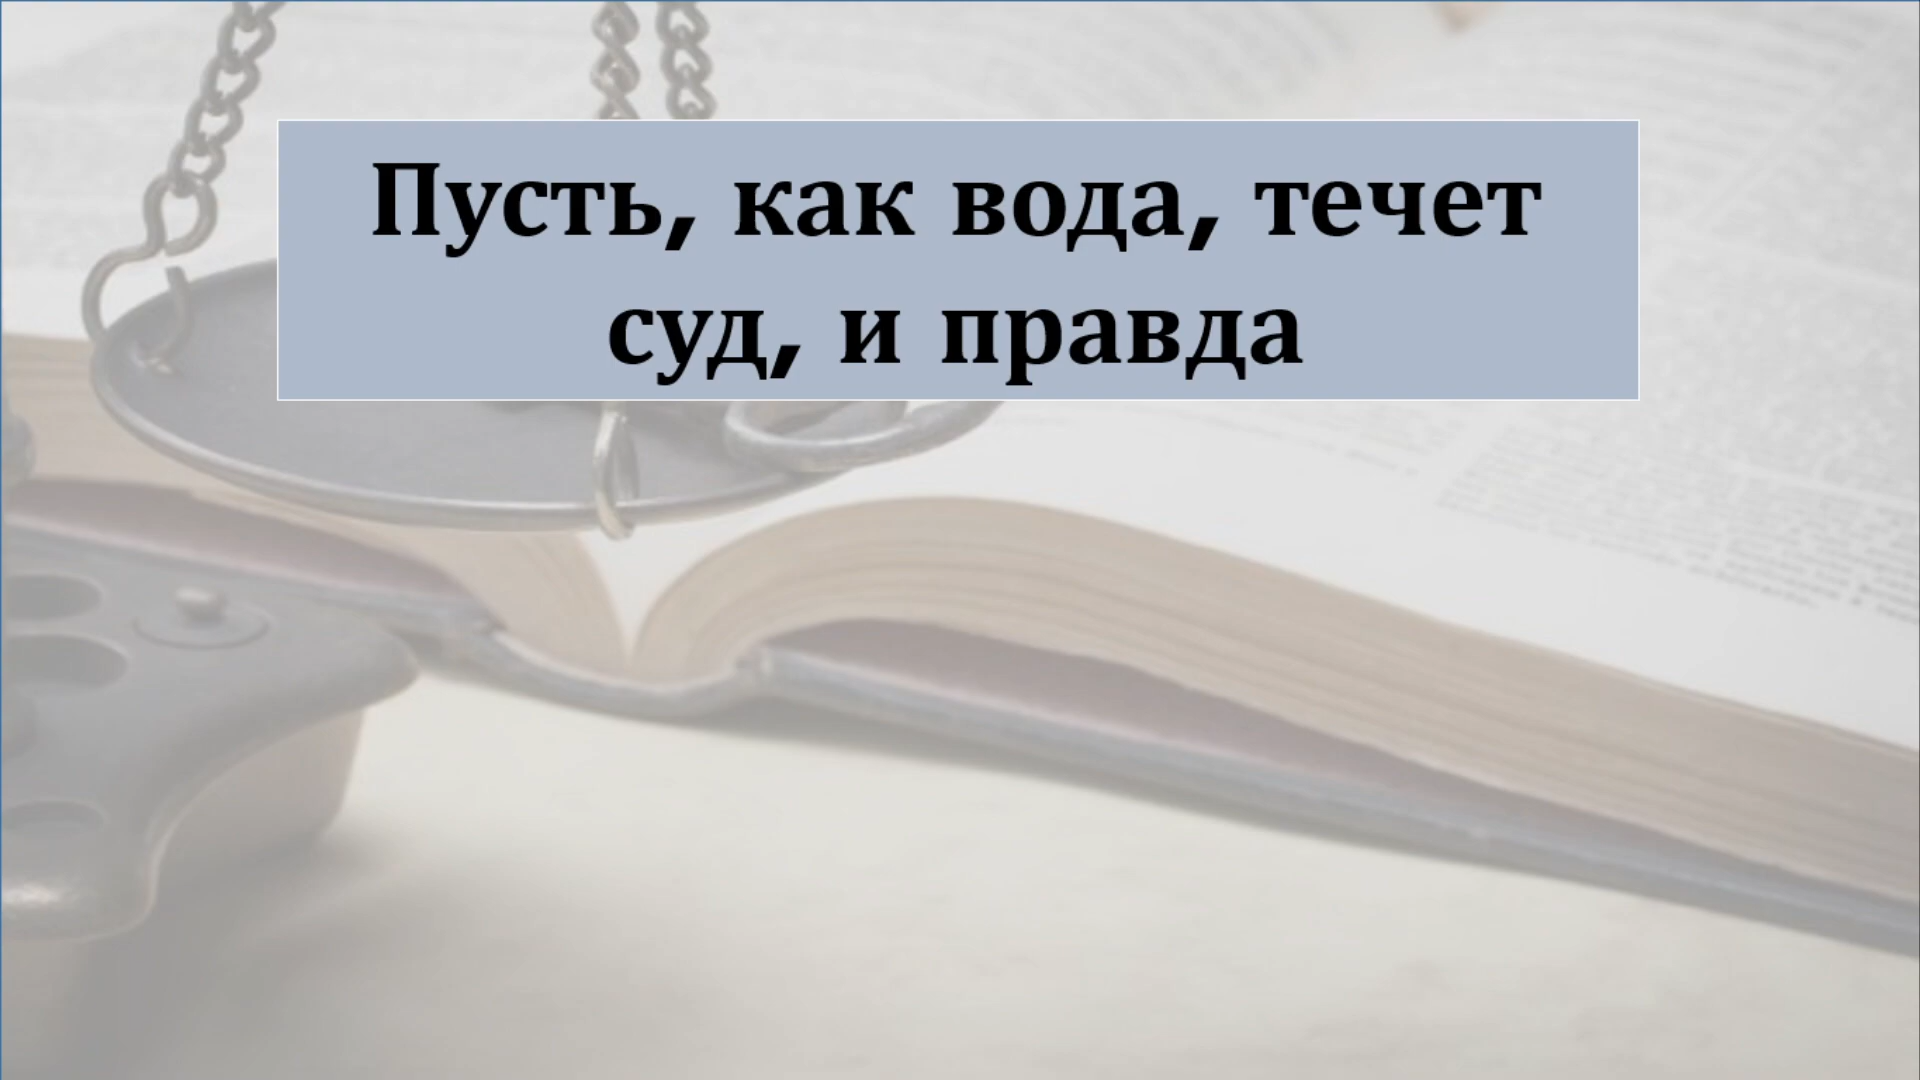 Пусть, как вода, течет
суд, и правда